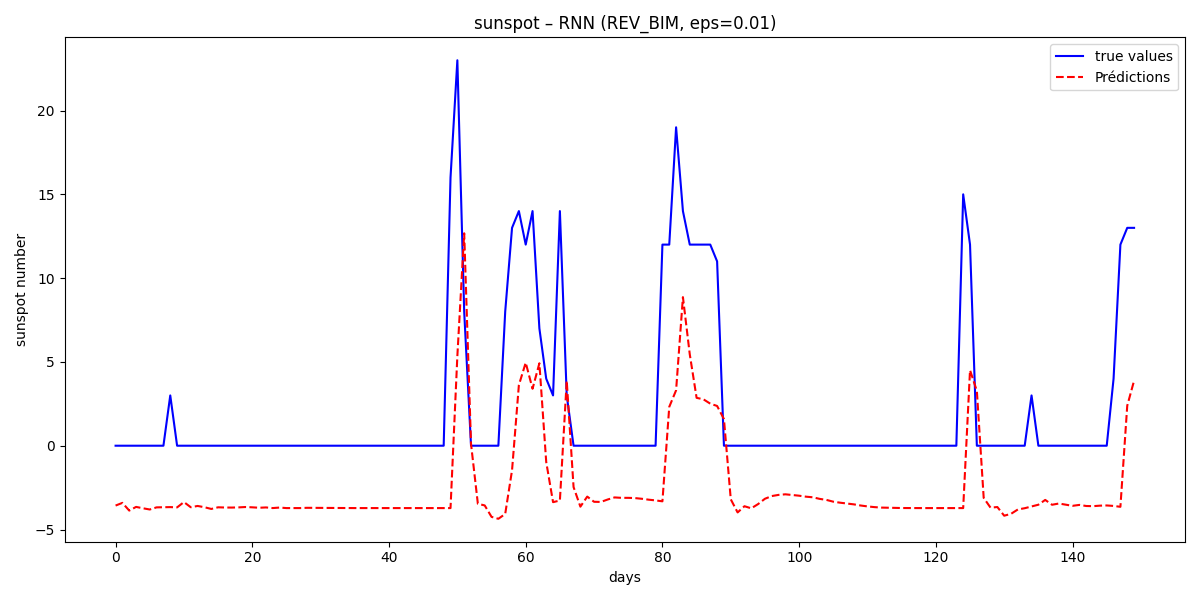 sunspot – RNN (REV_BIM, eps=0.01)
true values
Prédictions
sunspot number
20
15
10
5
0
−5
0
20
40
60
80
100
120
140
days